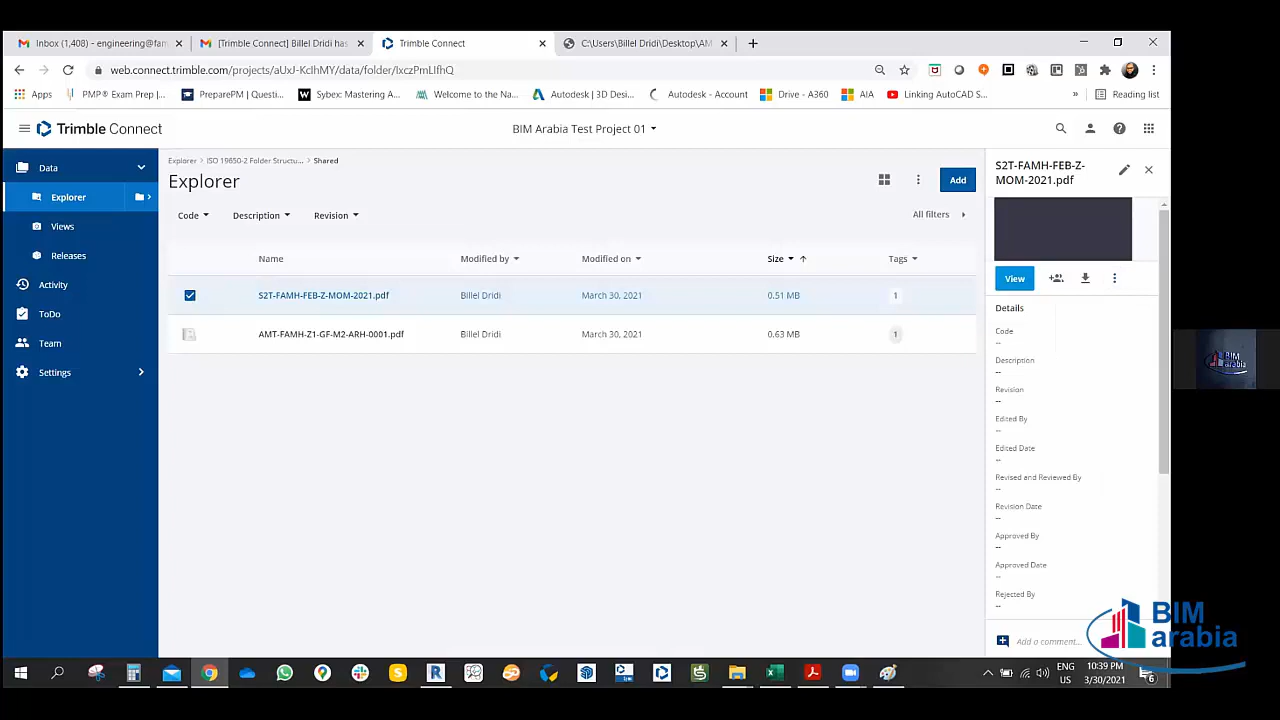 Inbox (1,408) - engineering@fam
[Trimble Connect] Billel Dridi has
Trimble Connect
C:\Users\Billel Dridi\Desktop\AM
web.connect.trimble.com/projects/aUxJ-KcIhMY/data/folder/IxczPmLIfhQ
Apps
PMP® Exam Prep |...
PreparePM | Questi...
Sybex: Mastering A...
Welcome to the Na...
Autodesk | 3D Desi...
Autodesk - Account
Drive - A360
AIA
Linking AutoCAD S...
»
Reading list
Trimble Connect
BIM Arabia Test Project 01
Data
Explorer
Views
Releases
Activity
ToDo
Team
Settings
Explorer > ISO 19650-2 Folder Structu... > Shared
Explorer
Add
Code
Description
Revision
All filters
Name
Modified by
Modified on
Size
Tags
S2T-FAMH-FEB-Z-MOM-2021.pdf
Billel Dridi
March 30, 2021
0.51 MB
1
AMT-FAMH-Z1-GF-M2-ARH-0001.pdf
Billel Dridi
March 30, 2021
0.63 MB
1
S2T-FAMH-FEB-Z-
MOM-2021.pdf
View
Details
Code
--
Description
--
Revision
--
Edited By
--
Edited Date
--
Revised and Reviewed By
--
Revision Date
--
Approved By
--
Approved Date
--
Rejected By
--
Add a comment...
BIM
arabia
BIM
arabia
ENG
US
10:39 PM
3/30/2021
6